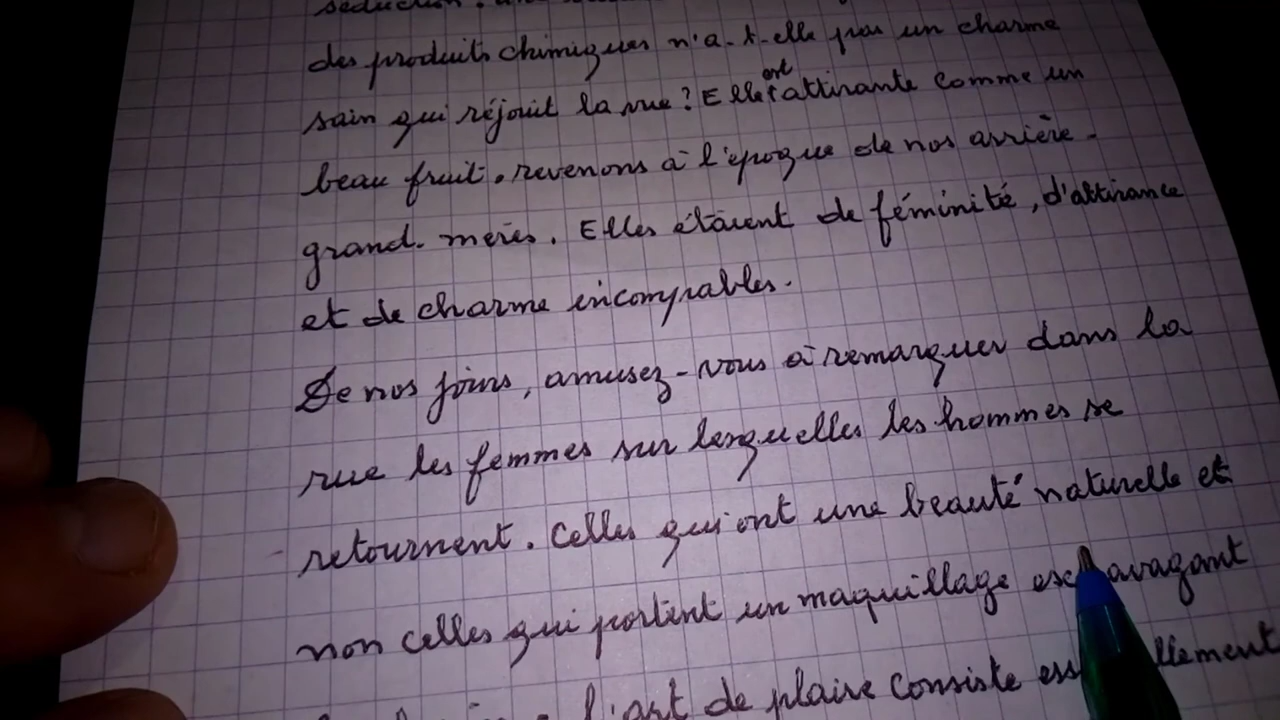 séduction.
des produits chimiques n'a-t-elle pas un charme
sain qui réjouit la vue ? Elle est attirante comme un
beau fruit. revenons à l'époque de nos arrière-
grand-mères. Elles étaient de féminité, d'attirance
et de charme incomprables.
De nos jours, amusez-vous à remarquer dans la
rue les femmes sur lesquelles les hommes se
retournent. Celles qui ont une beauté naturelle et
non celles qui portent un maquillage
l'art de plaire consiste